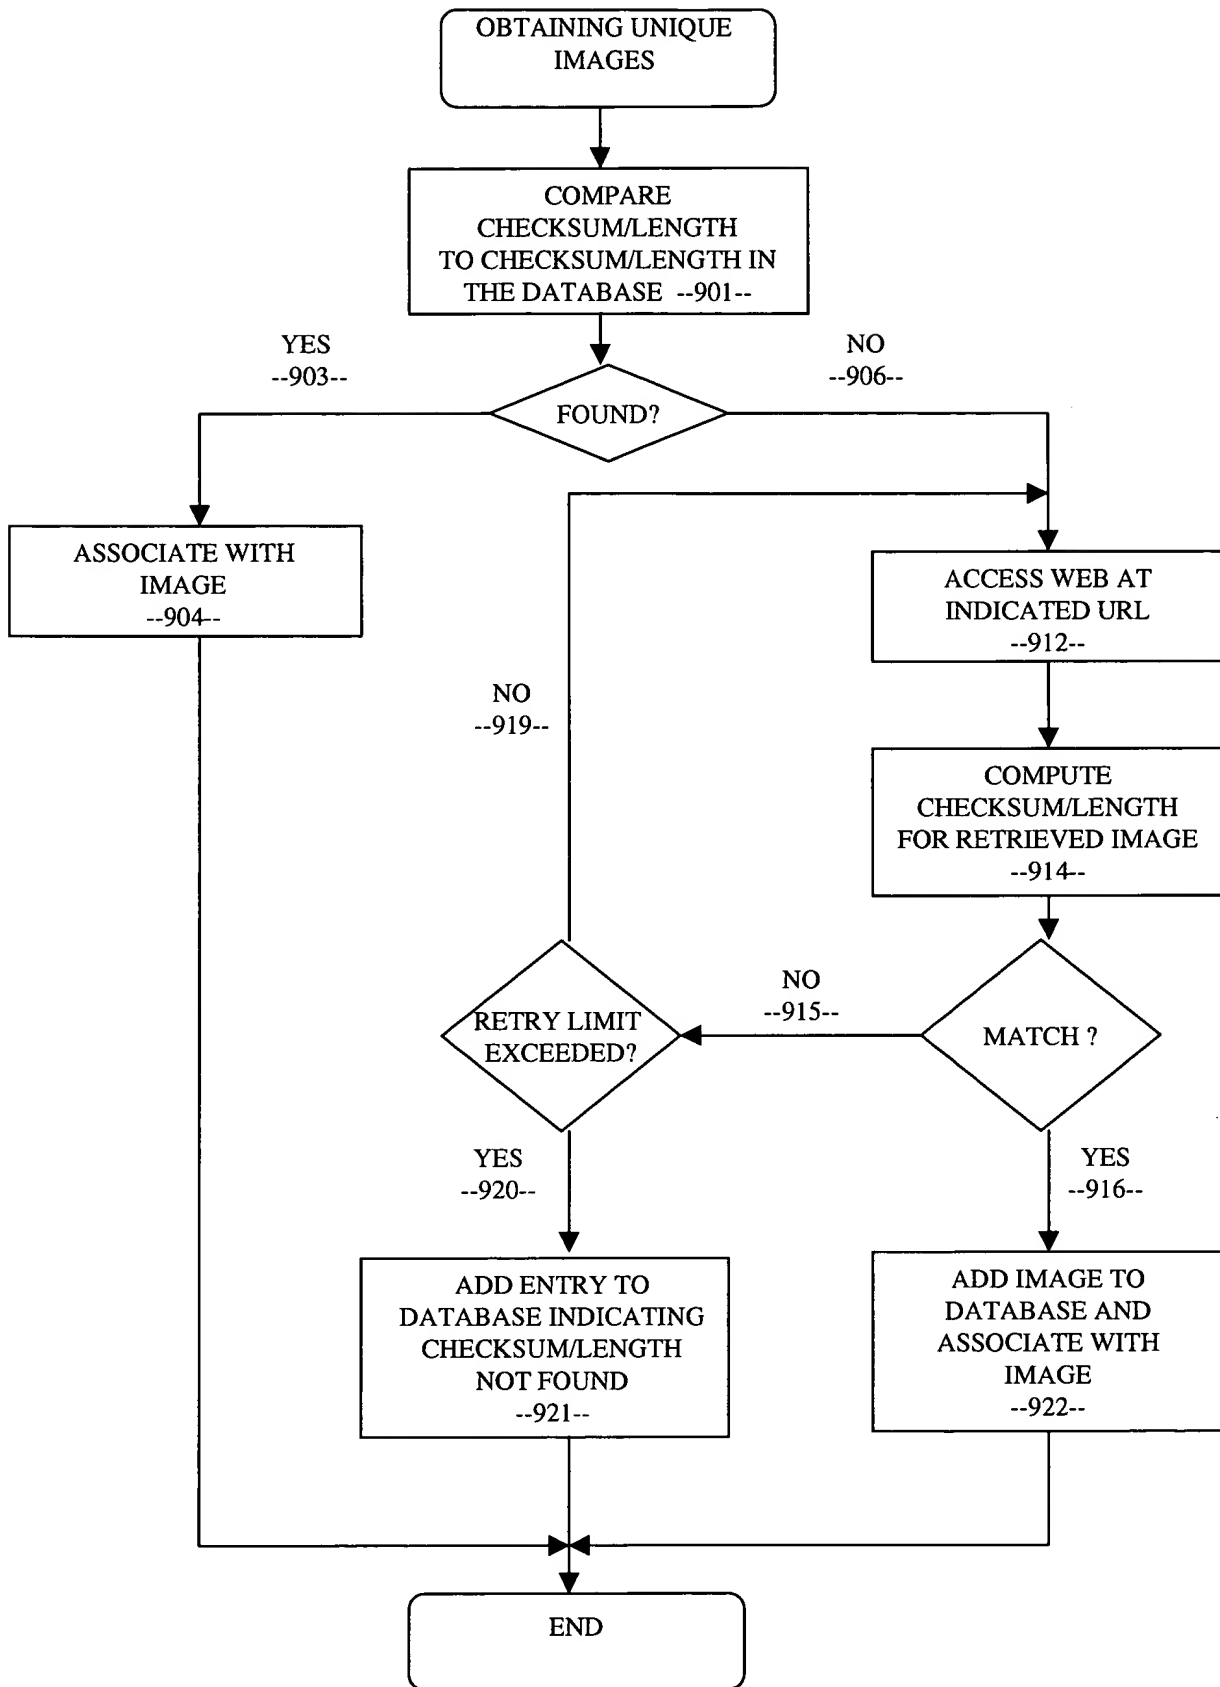 OBTAINING UNIQUE
IMAGES
COMPARE
CHECKSUM/LENGTH
TO CHECKSUM/LENGTH IN
THE DATABASE --901--
YES
--903--
NO
--906--
FOUND?
ASSOCIATE WITH
IMAGE
--904--
ACCESS WEB AT
INDICATED URL
--912--
NO
--919--
COMPUTE
CHECKSUM/LENGTH
FOR RETRIEVED IMAGE
--914--
RETRY LIMIT
EXCEEDED?
NO
--915--
MATCH ?
YES
--920--
YES
--916--
ADD ENTRY TO
DATABASE INDICATING
CHECKSUM/LENGTH
NOT FOUND
--921--
ADD IMAGE TO
DATABASE AND
ASSOCIATE WITH
IMAGE
--922--
END